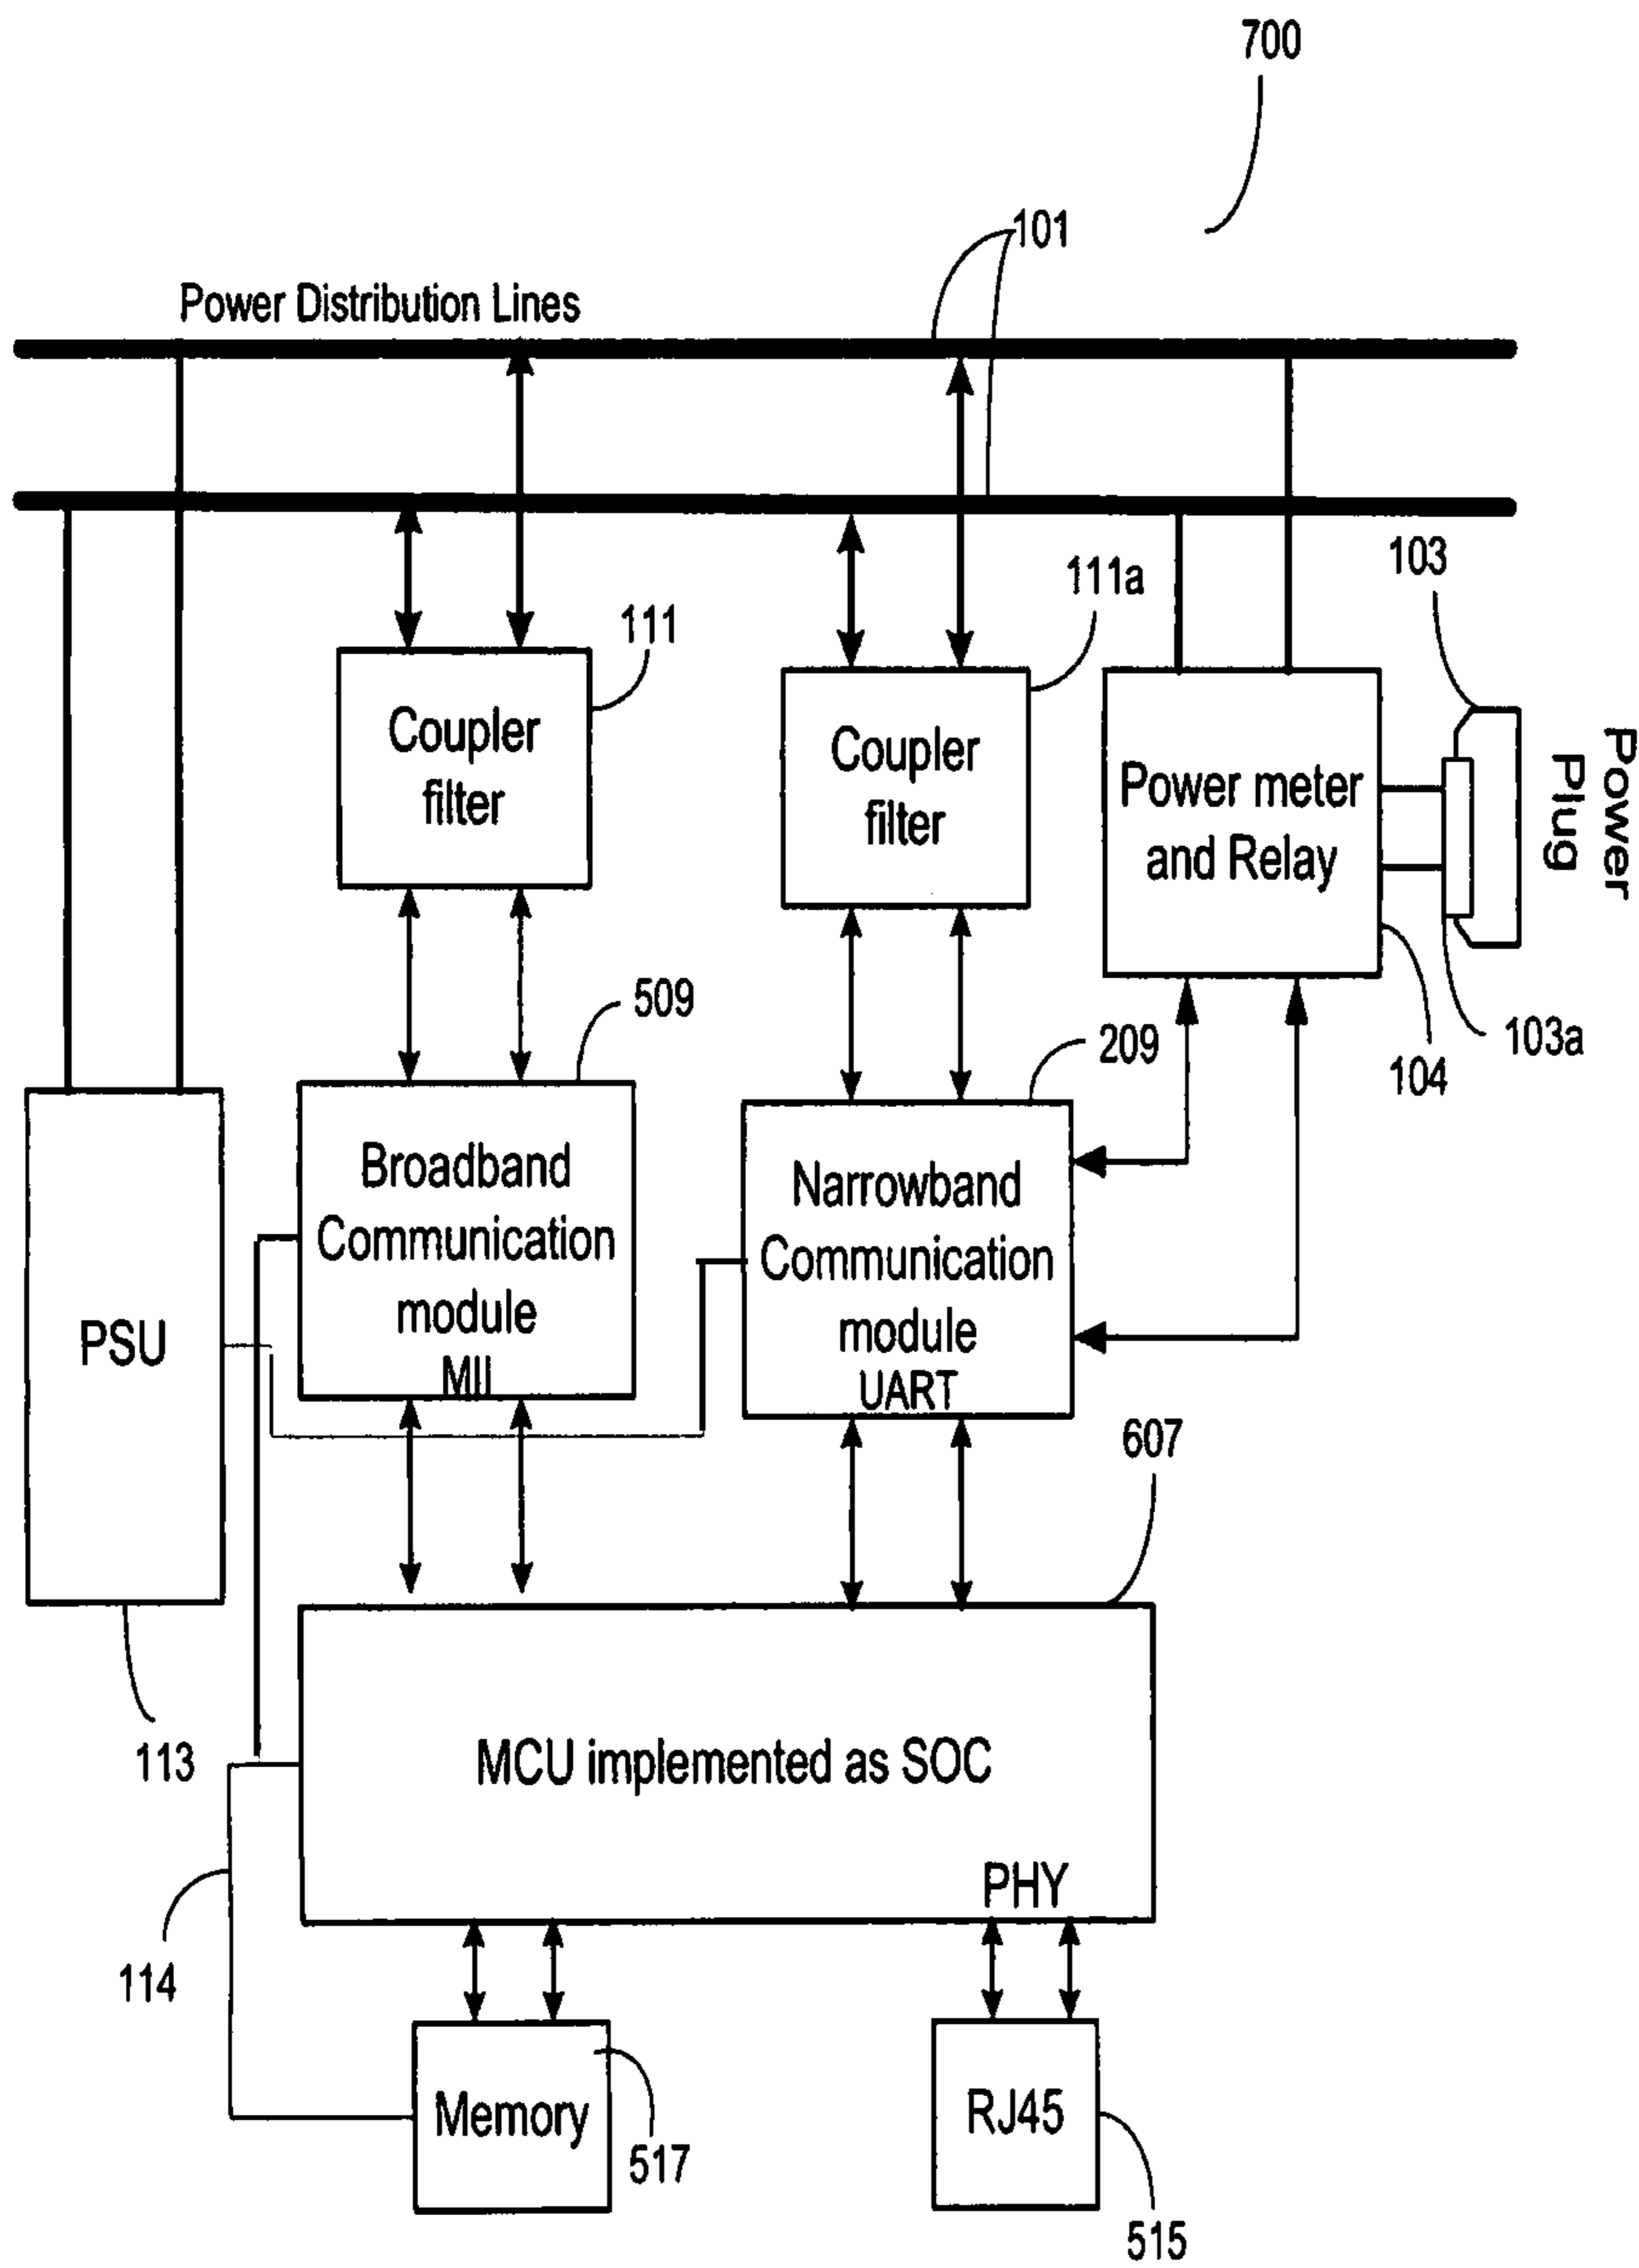 700
101
Power Distribution Lines
103
111a
111
Coupler
filter
Coupler
filter
Power meter
and Relay
Power
Plug
509
209
103a
104
Broadband
Communication
module
MII
Narrowband
Communication
module
UART
PSU
607
113
MCU implemented as SOC
PHY
114
Memory
RJ45
517
515